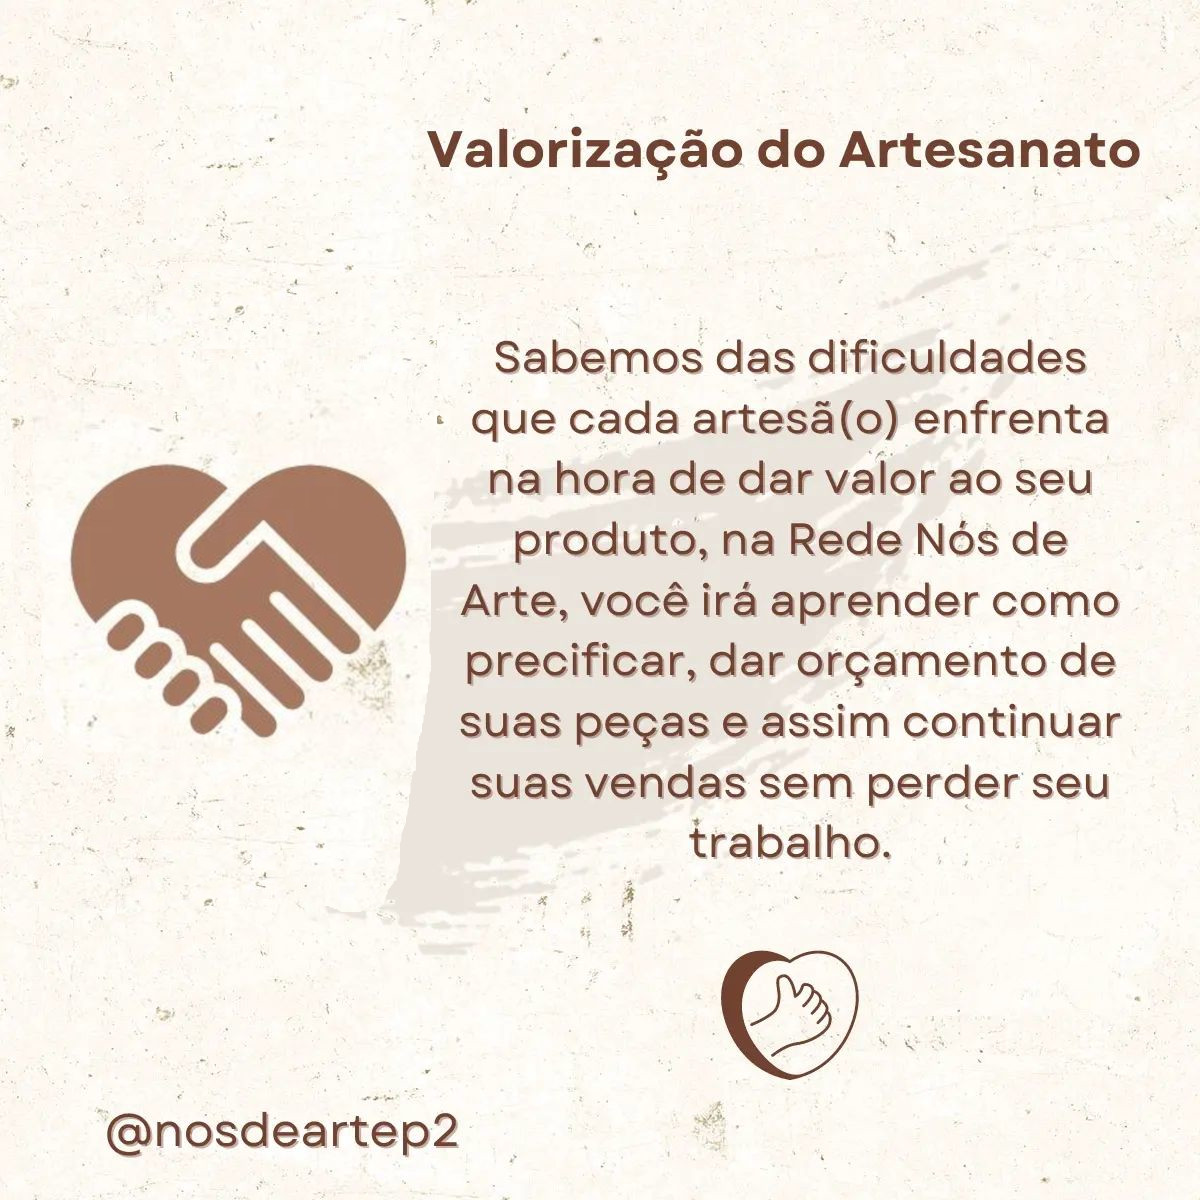 Valorização do Artesanato
Sabemos das dificuldades
que cada artesã(o) enfrenta
na hora de dar valor ao seu
produto, na Rede Nós de
Arte, você irá aprender como
precificar, dar orçamento de
suas peças e assim continuar
suas vendas sem perder seu
trabalho.
@nosdeartep2